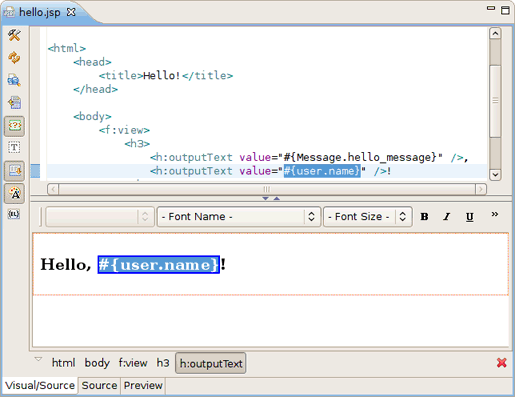 hello.jsp
<html>
<head>
<title>Hello!</title>
</head>
<body>
<f:view>
<h3>
<h:outputText value="#{Message.hello_message}" />,
<h:outputText value="#{user.name}" />!
- Font Name - - Font Size - B I U »
Hello, #{user.name}!
html body f:view h3 h:outputText
Visual/Source Source Preview